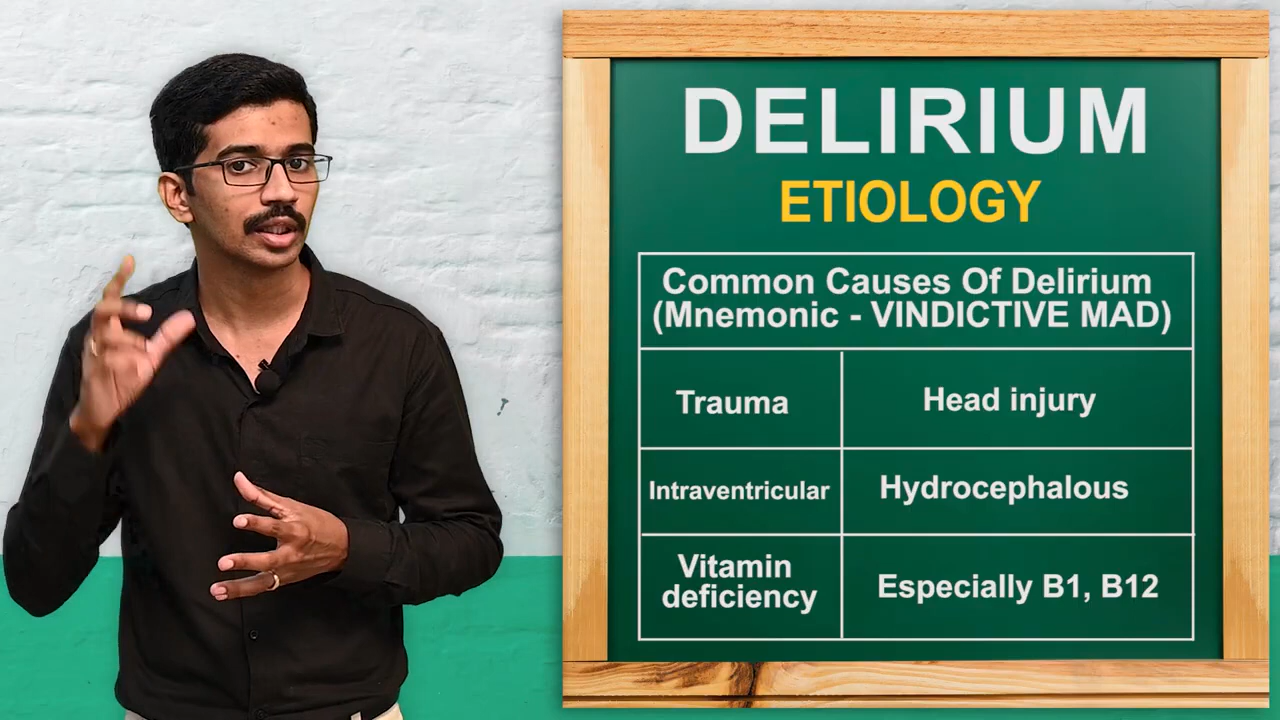 DELIRIUM
ETIOLOGY
Common Causes Of Delirium
(Mnemonic - VINDICTIVE MAD)
Trauma
Head injury
Intraventricular
Hydrocephalous
Vitamin
deficiency
Especially B1, B12